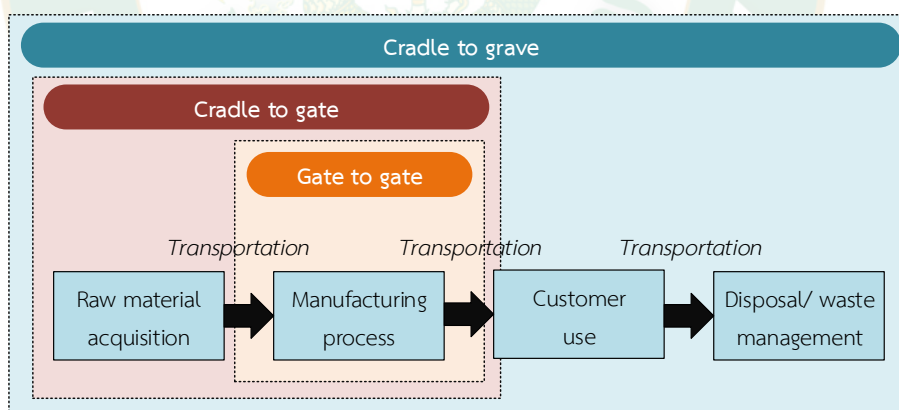 Cradle to grave
Cradle to gate
Gate to gate
Transportation
Transportation
Transportation
Raw material
acquisition
Manufacturing
process
Customer
use
Disposal/ waste
management